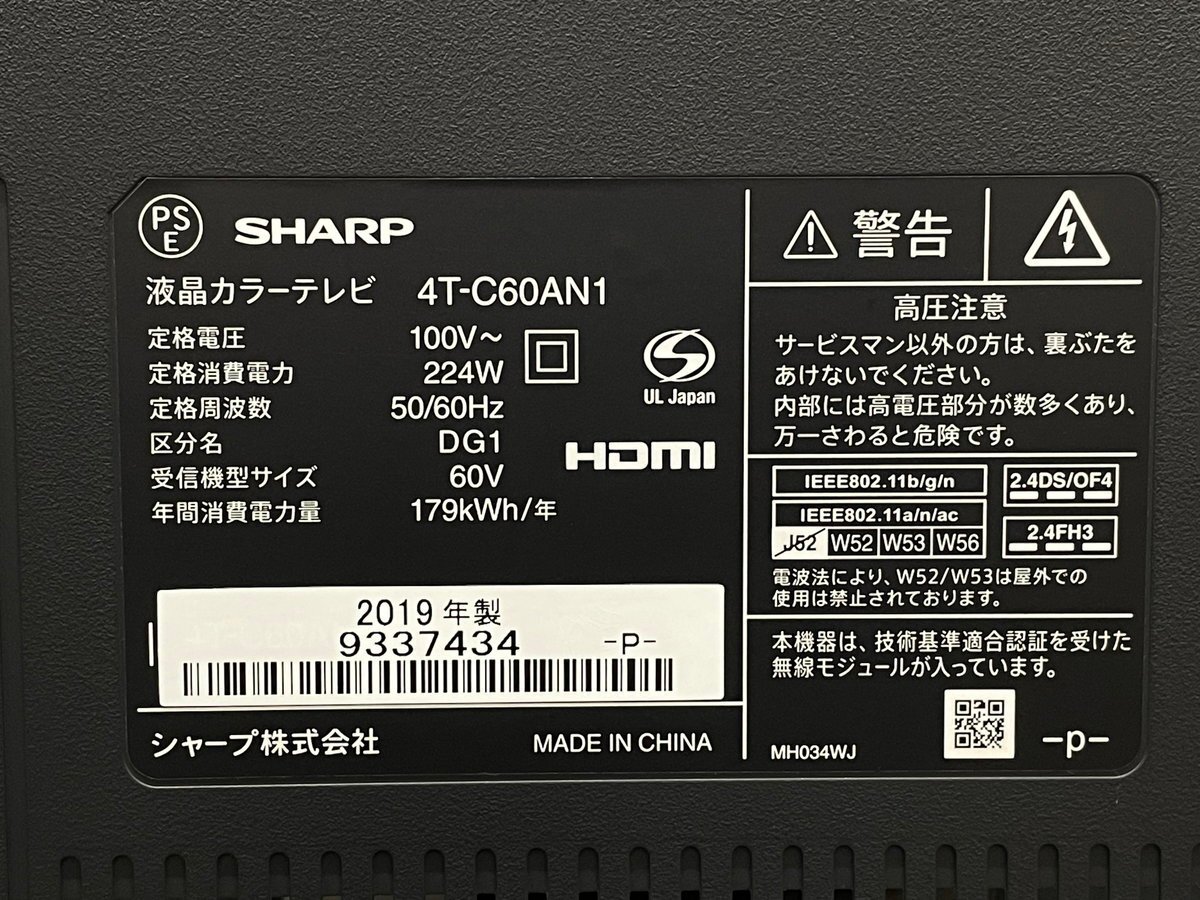 PS
E
SHARP
液晶カラーテレビ 4T-C60AN1
定格電圧 100V～
定格消費電力 224W
定格周波数 50/60Hz
区分名 DG1
受信機型サイズ 60V
年間消費電力量 179kWh/年
UL Japan
HDMI
2019年製
9337434 -P-
シャープ株式会社 MADE IN CHINA
警告
高圧注意
サービスマン以外の方は、裏ぶたを
あけないでください。
内部には高電圧部分が数多くあり、
万一さわると危険です。
IEEE802.11b/g/n
IEEE802.11a/n/ac
J52 W52 W53 W56
2.4DS/OF4
2.4FH3
電波法により、W52/W53は屋外での
使用は禁止されております。
本機器は、技術基準適合認証を受けた
無線モジュールが入っています。
MH034WJ -p-